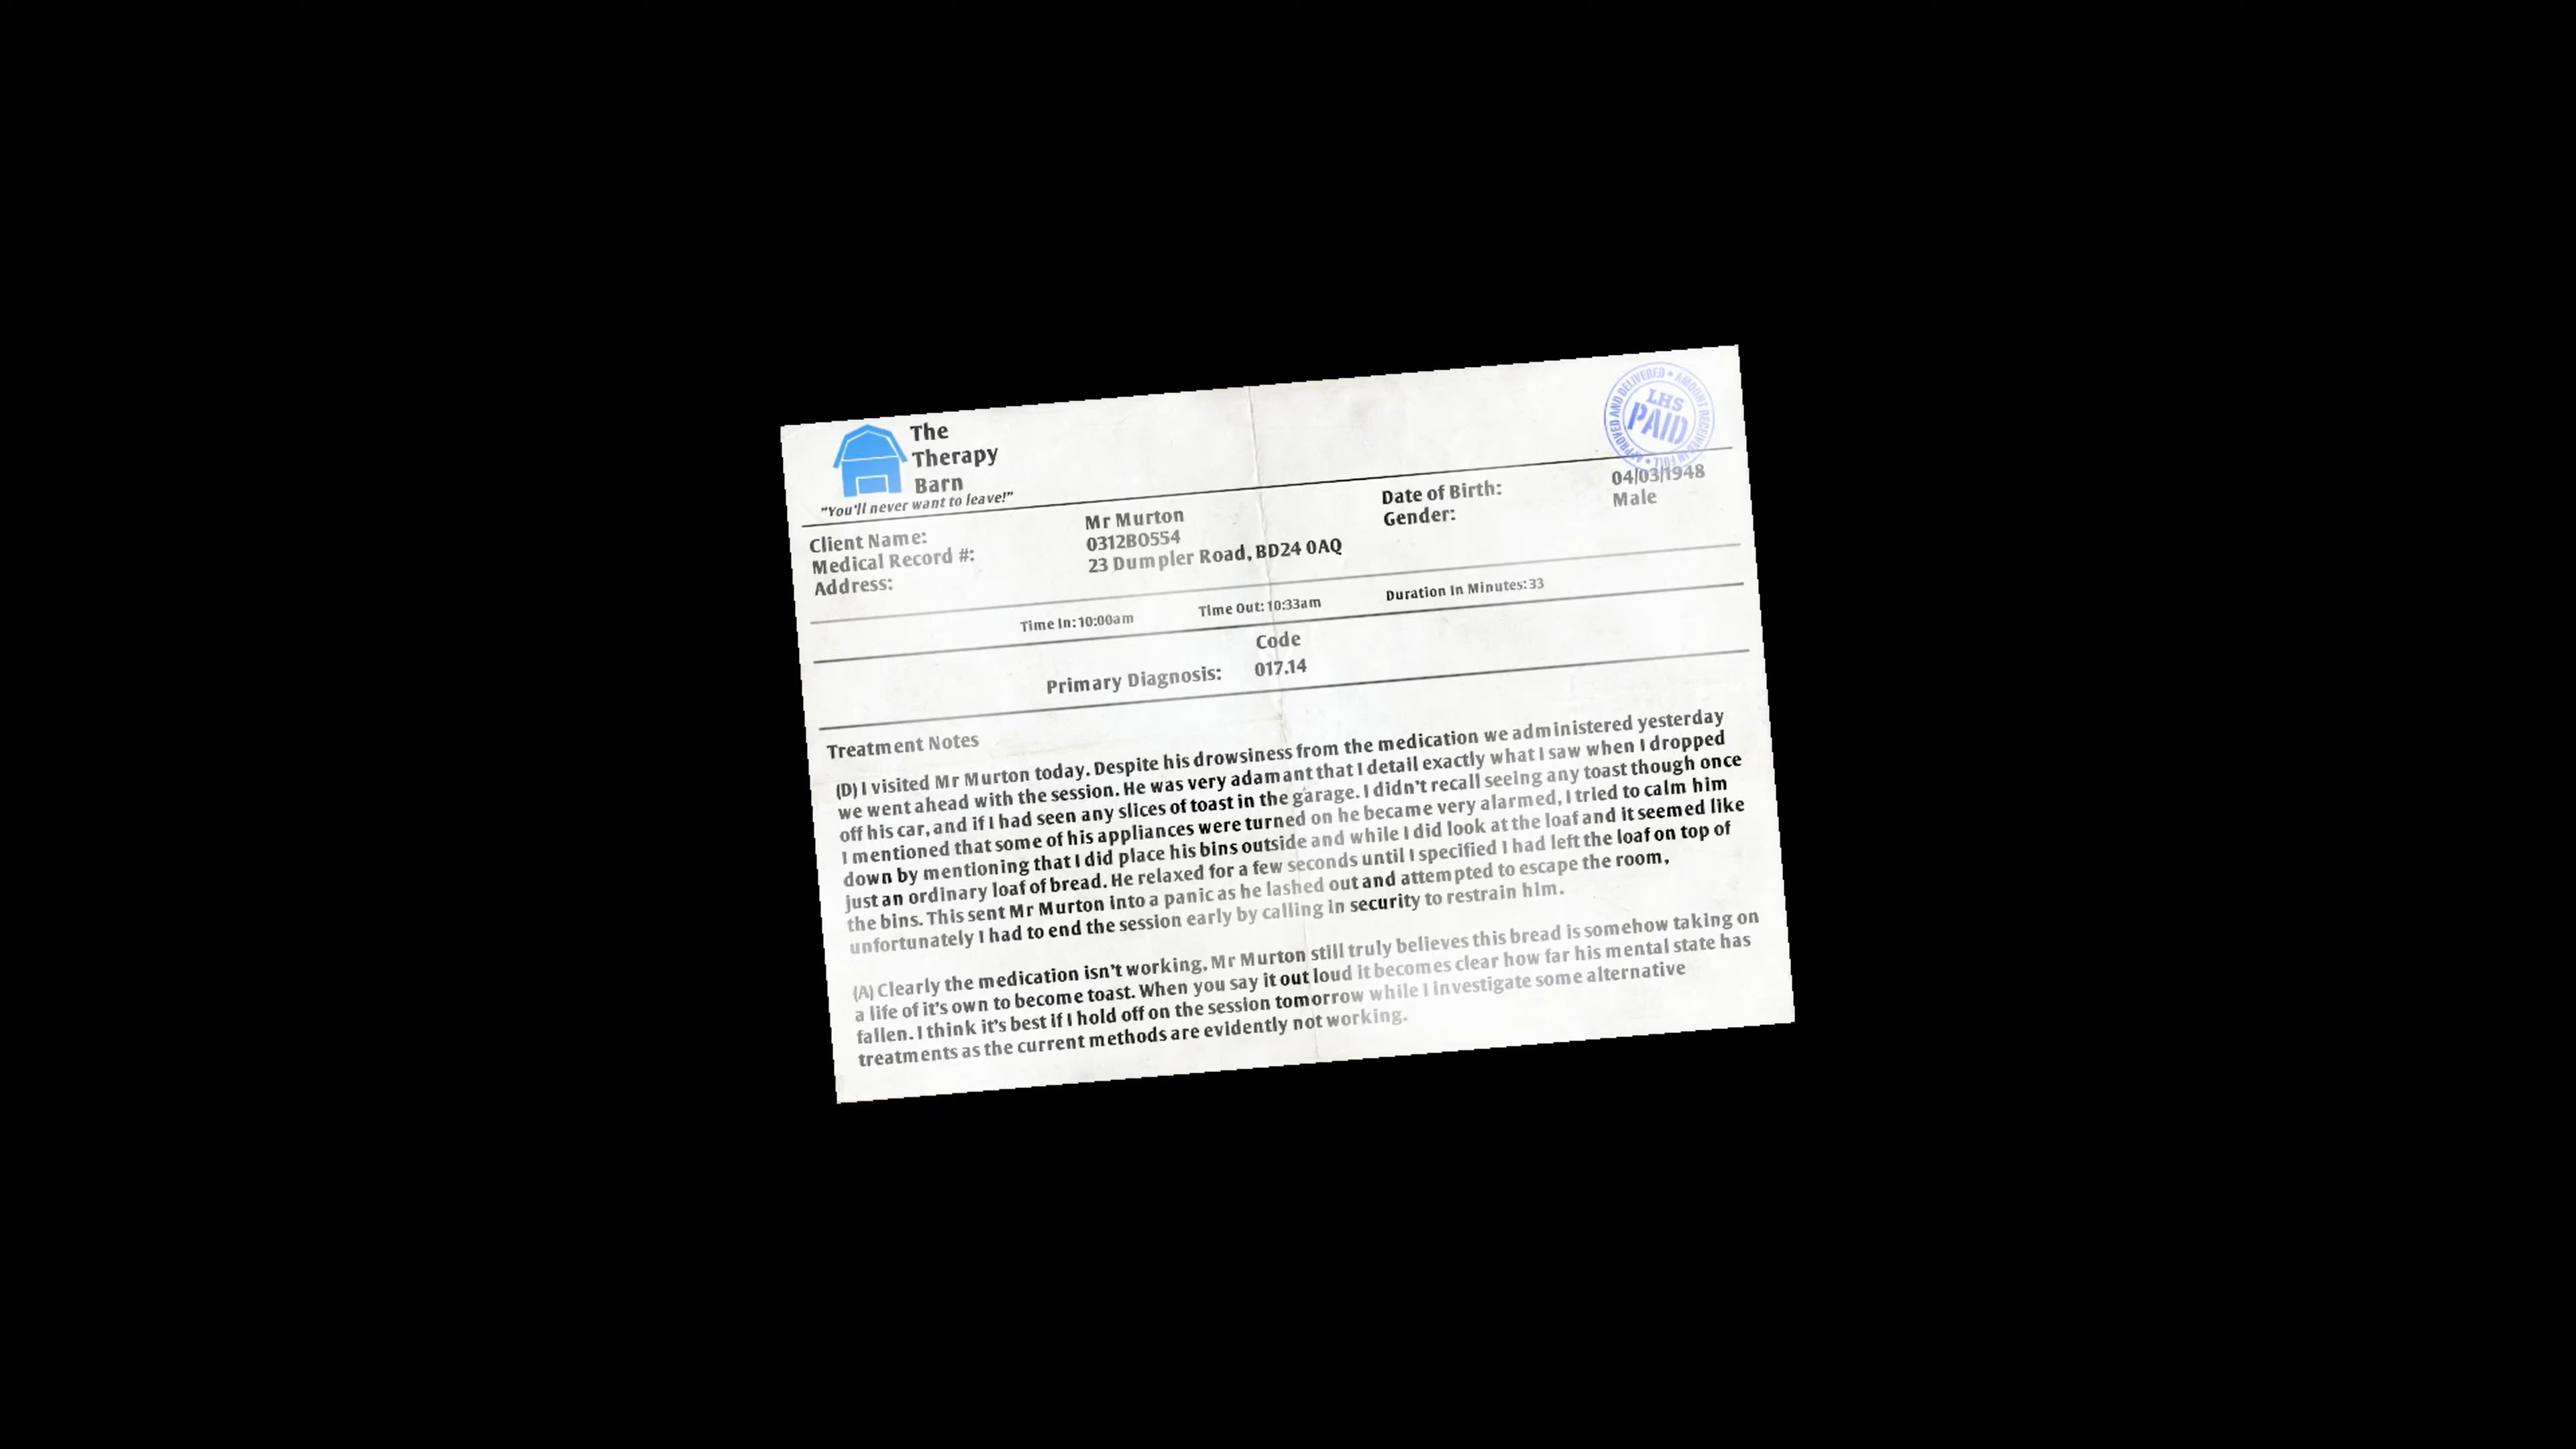 The
Therapy
Barn
"You'll never want to leave!"
LHS
PAID
APPROVED AND DELIVERED • AMOUNT RECEIVED IN FULL •
Client Name: Mr Murton
Medical Record #: 0312BO554
Address: 23 Dumpler Road, BD24 0AQ
Date of Birth: 04/03/1948
Gender: Male
Time In: 10:00am Time Out: 10:33am Duration In Minutes: 33
Code
Primary Diagnosis: 017.14
Treatment Notes
(D) I visited Mr Murton today. Despite his drowsiness from the medication we administered yesterday
we went ahead with the session. He was very adamant that I detail exactly what I saw when I dropped
off his car, and if I had seen any slices of toast in the garage. I didn't recall seeing any toast though once
I mentioned that some of his appliances were turned on he became very alarmed, I tried to calm him
down by mentioning that I did place his bins outside and while I did look at the loaf and it seemed like
just an ordinary loaf of bread. He relaxed for a few seconds until I specified I had left the loaf on top of
the bins. This sent Mr Murton into a panic as he lashed out and attempted to escape the room,
unfortunately I had to end the session early by calling in security to restrain him.
(A) Clearly the medication isn't working, Mr Murton still truly believes this bread is somehow taking on
a life of it's own to become toast. When you say it out loud it becomes clear how far his mental state has
fallen. I think it's best if I hold off on the session tomorrow while I investigate some alternative
treatments as the current methods are evidently not working.